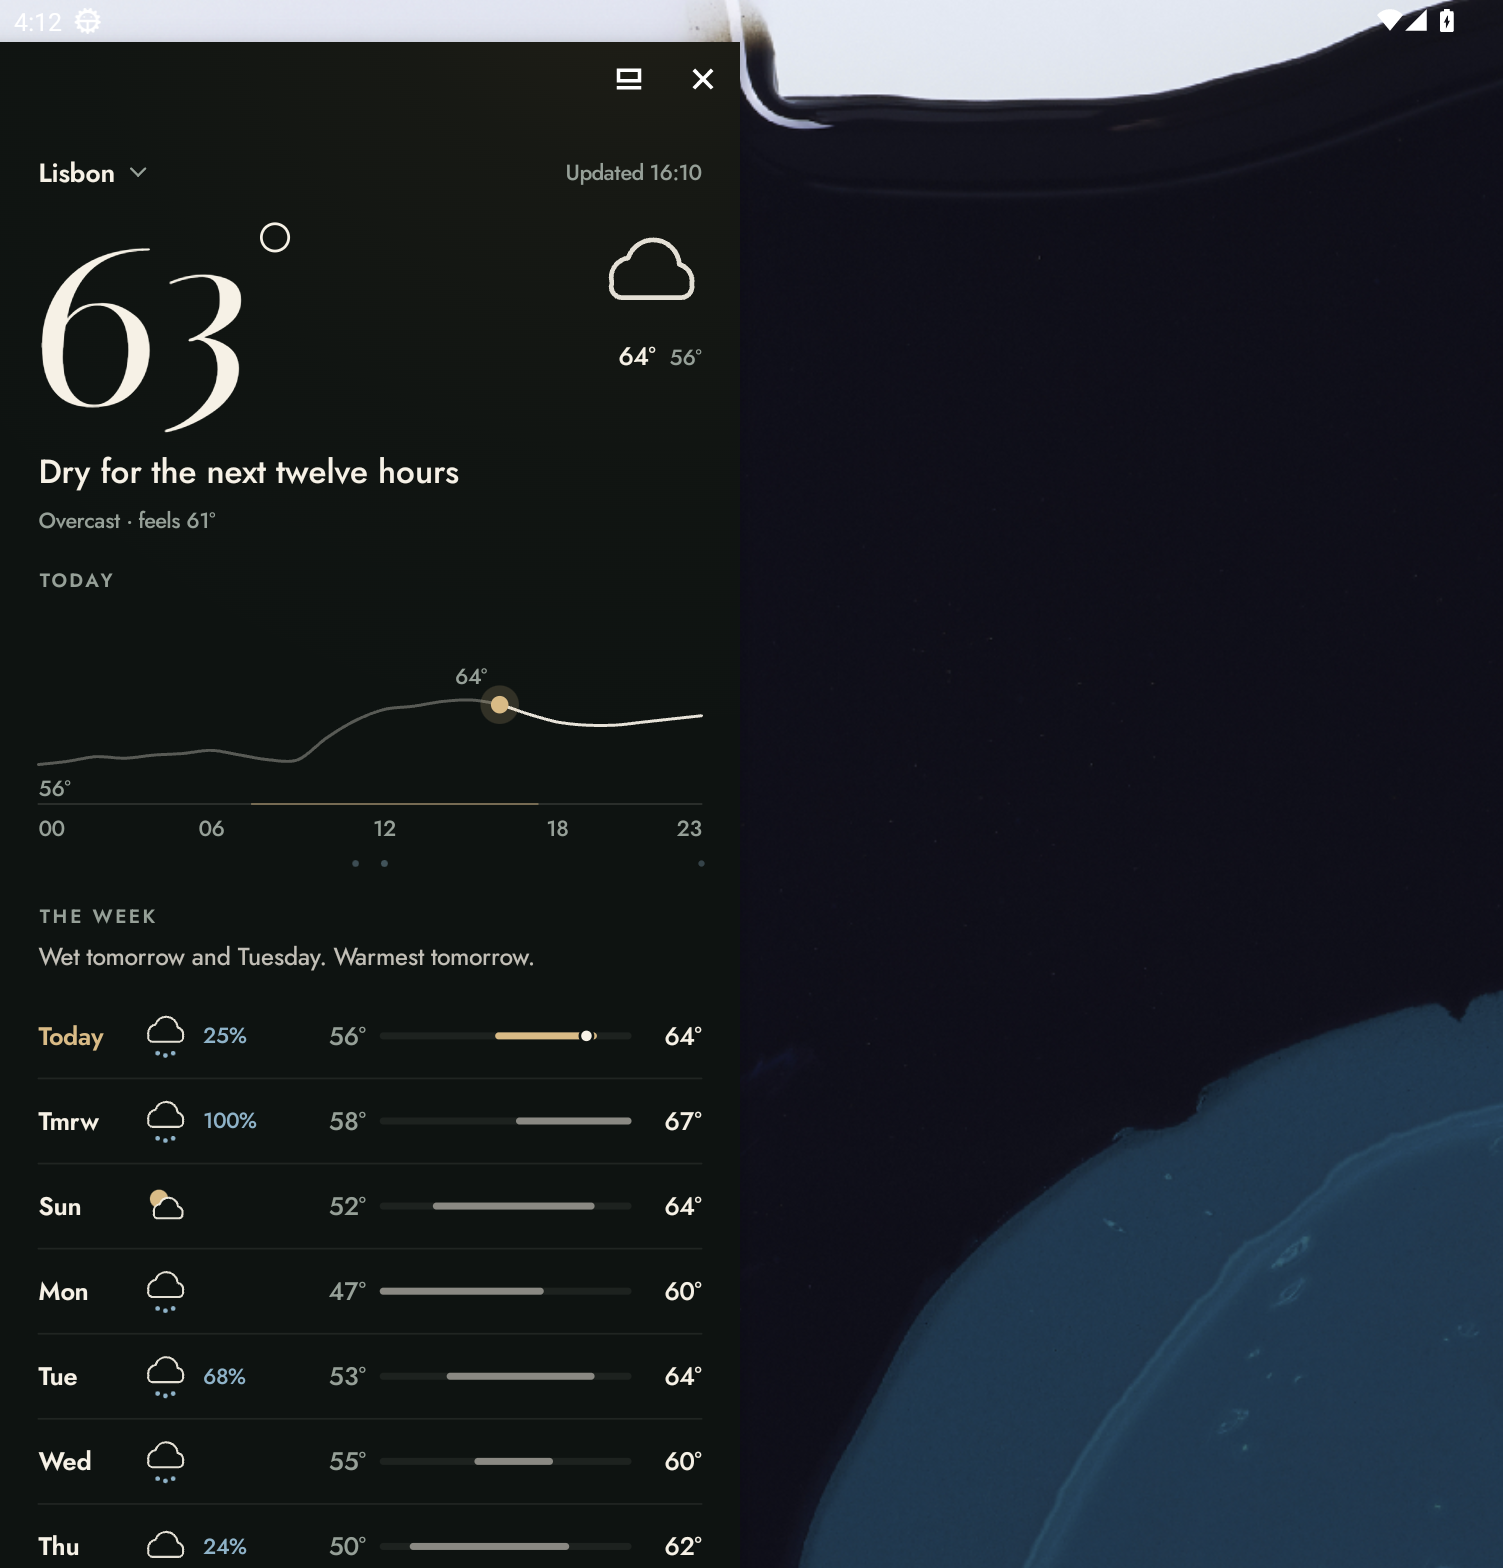 4:12
Lisbon
Updated 16:10
63°
64° 56°
Dry for the next twelve hours
Overcast · feels 61°
TODAY
64°
56°
00 06 12 18 23
THE WEEK
Wet tomorrow and Tuesday. Warmest tomorrow.
Today 25% 56° 64°
Tmrw 100% 58° 67°
Sun 52° 64°
Mon 47° 60°
Tue 68% 53° 64°
Wed 55° 60°
Thu 24% 50° 62°